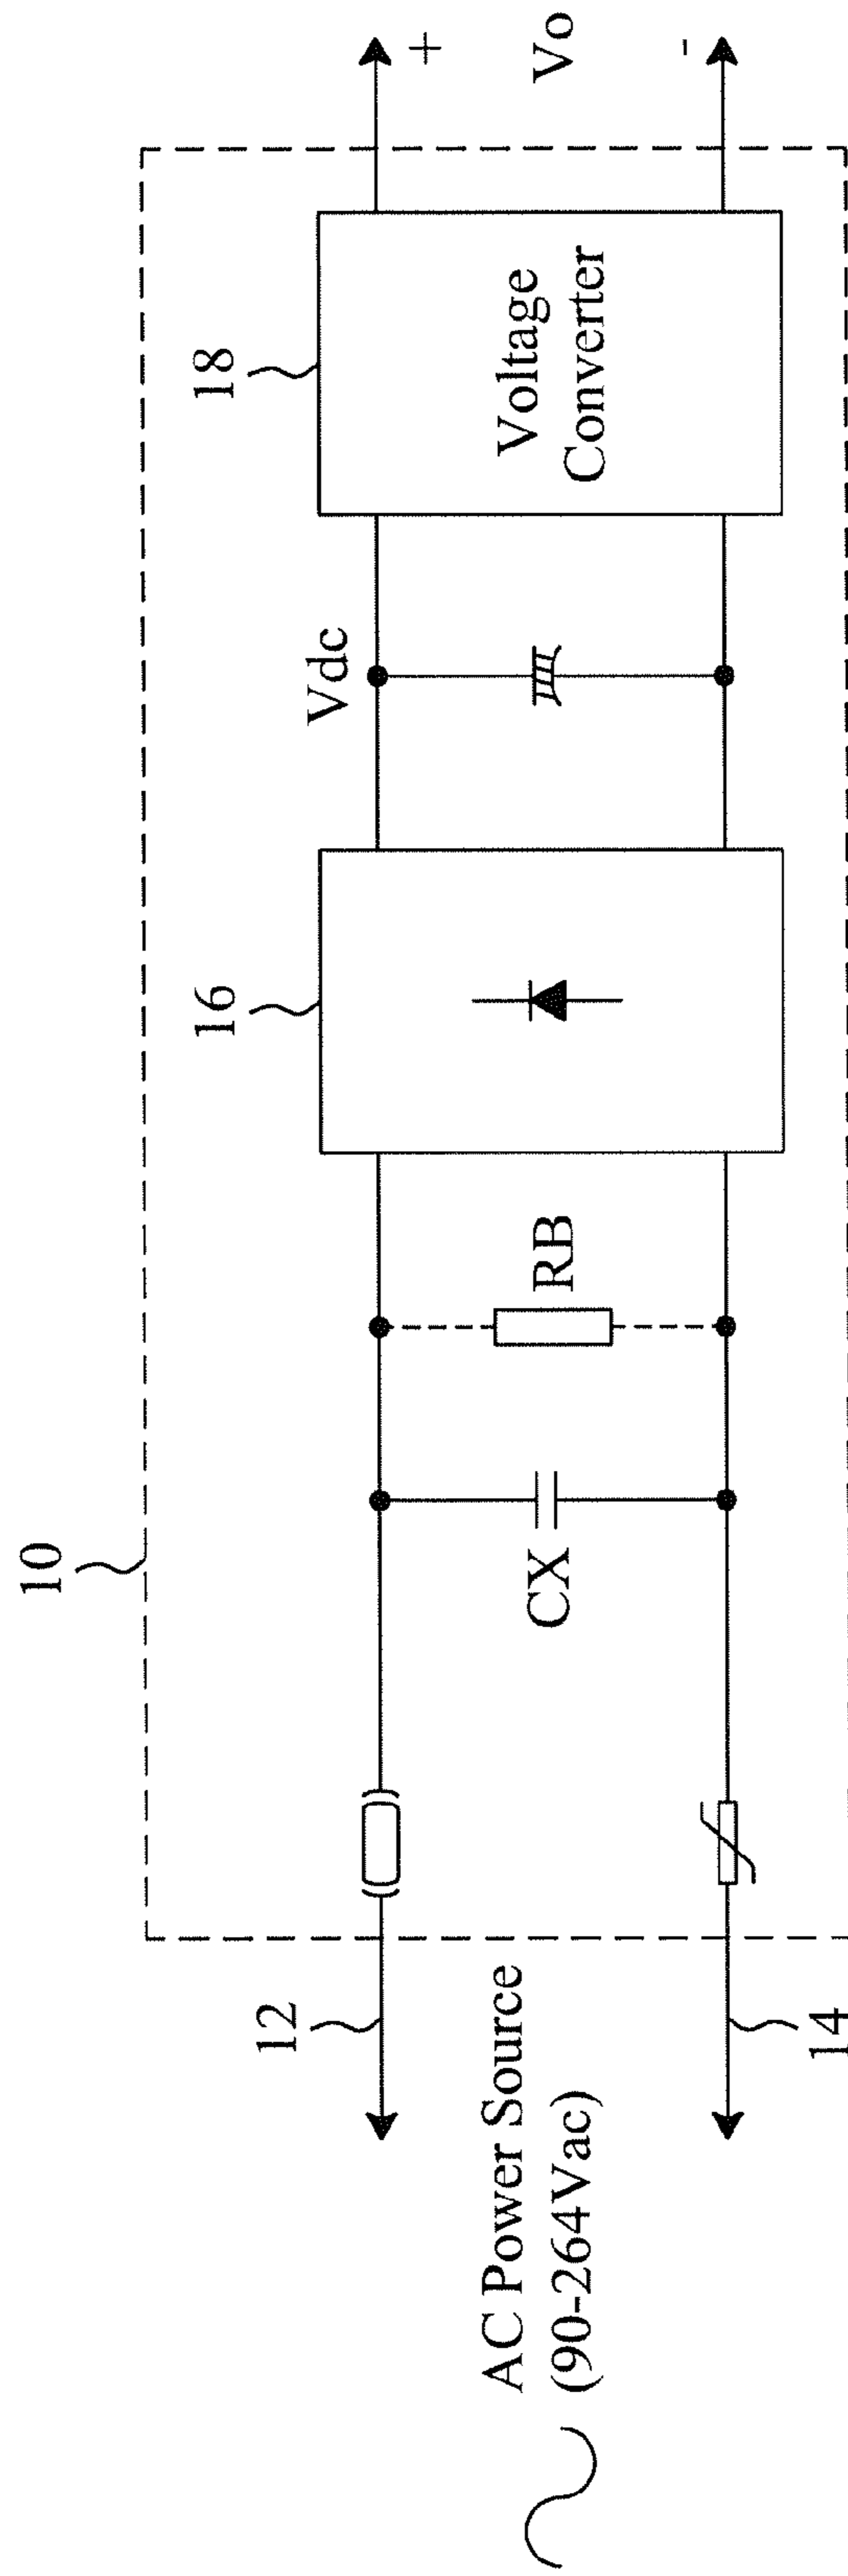 10
12
AC Power Source
(90-264Vac)
14
CX
RB
16
Vdc
18
Voltage
Converter
+
Vo
-